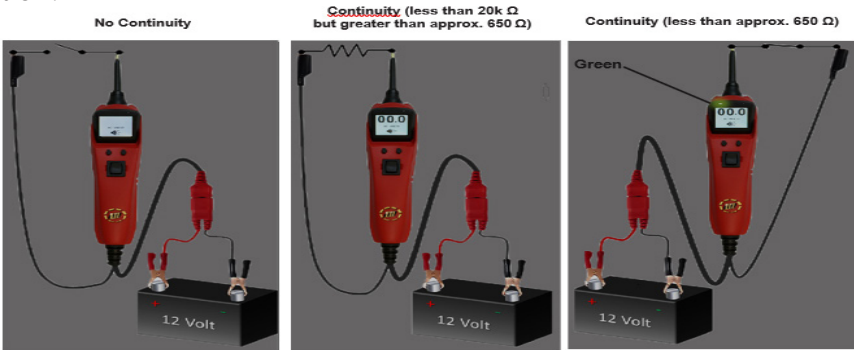 No Continuity
Continuity (less than 20k Ω
but greater than approx. 650 Ω)
Continuity (less than approx. 650 Ω)
Green
00.0
00.0
+
-
12 Volt
+
-
12 Volt
+
-
12 Volt